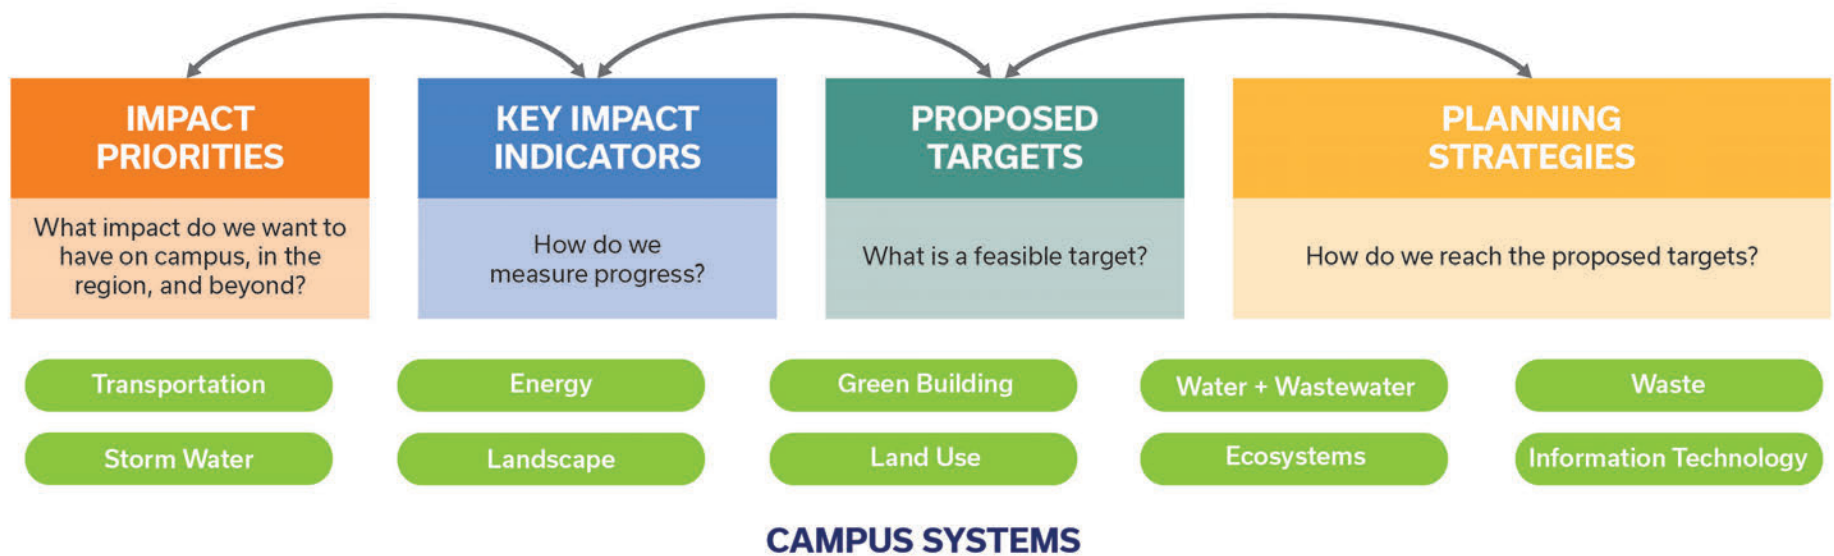 IMPACT
PRIORITIES
What impact do we want to
have on campus, in the
region, and beyond?
KEY IMPACT
INDICATORS
How do we
measure progress?
PROPOSED
TARGETS
What is a feasible target?
PLANNING
STRATEGIES
How do we reach the proposed targets?
Transportation
Energy
Green Building
Water + Wastewater
Waste
Storm Water
Landscape
Land Use
Ecosystems
Information Technology
CAMPUS SYSTEMS